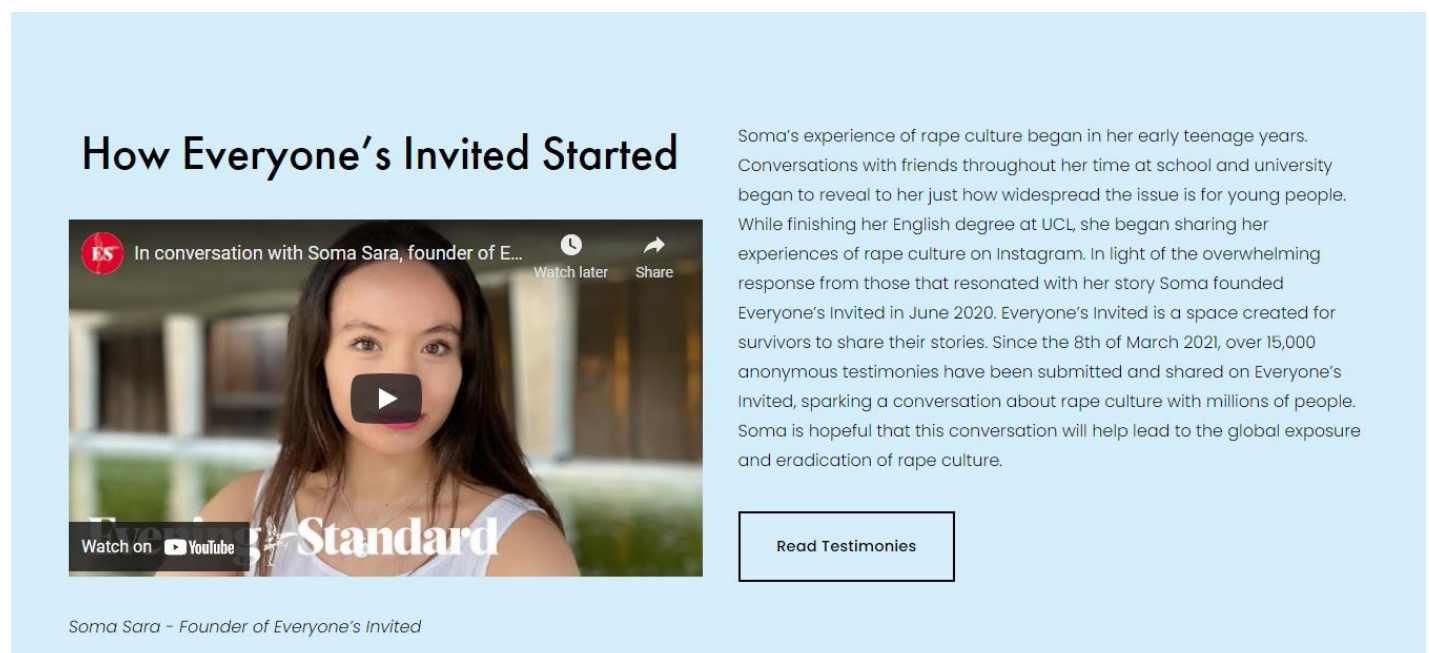 How Everyone’s Invited Started
ES
In conversation with Soma Sara, founder of E...
Watch later
Share
Evening Standard
Watch on YouTube
Soma Sara - Founder of Everyone’s Invited
Soma’s experience of rape culture began in her early teenage years.
Conversations with friends throughout her time at school and university
began to reveal to her just how widespread the issue is for young people.
While finishing her English degree at UCL, she began sharing her
experiences of rape culture on Instagram. In light of the overwhelming
response from those that resonated with her story Soma founded
Everyone’s Invited in June 2020. Everyone’s Invited is a space created for
survivors to share their stories. Since the 8th of March 2021, over 15,000
anonymous testimonies have been submitted and shared on Everyone’s
Invited, sparking a conversation about rape culture with millions of people.
Soma is hopeful that this conversation will help lead to the global exposure
and eradication of rape culture.
Read Testimonies